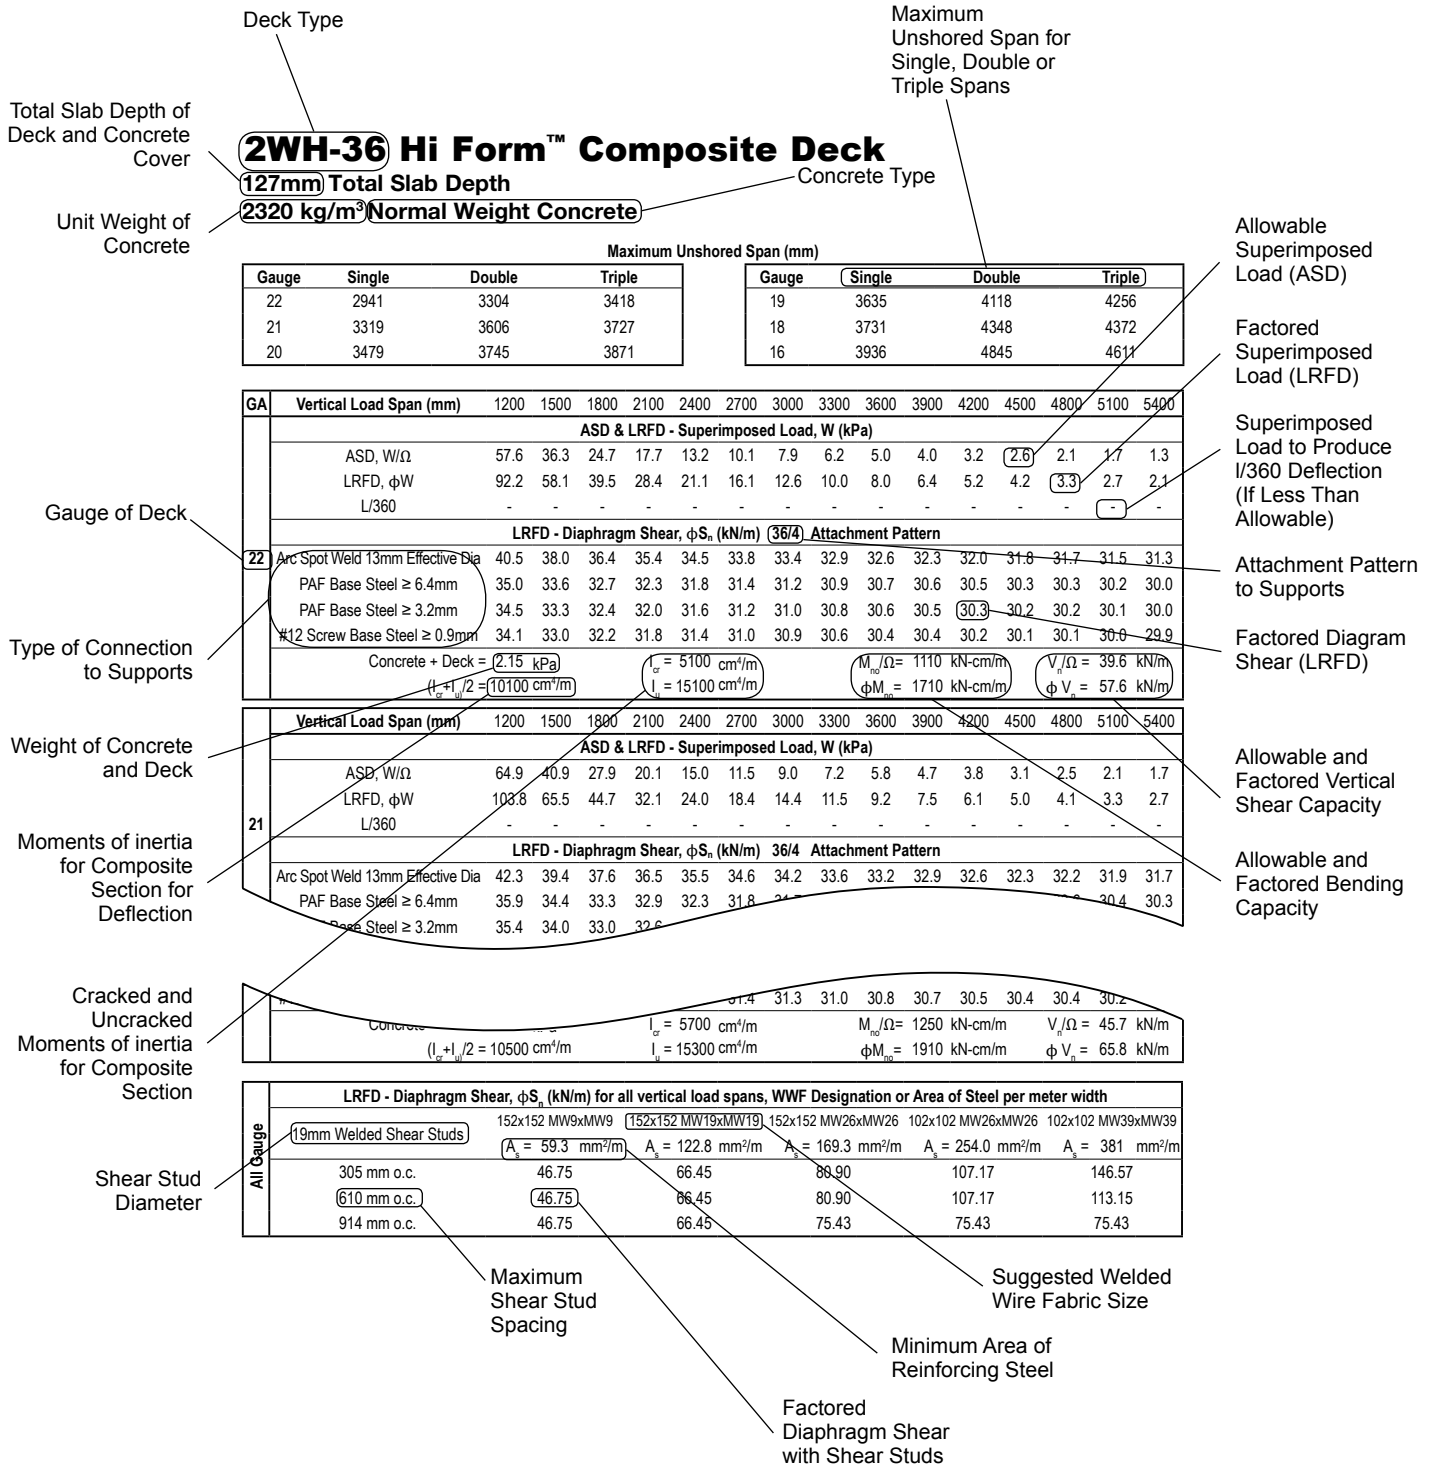 Deck Type
Maximum
Unshored Span for
Single, Double or
Triple Spans
Total Slab Depth of
Deck and Concrete
Cover
2WH-36 Hi Form™ Composite Deck
127mm Total Slab Depth
Concrete Type
2320 kg/m³ Normal Weight Concrete
Unit Weight of
Concrete
Allowable
Superimposed
Load (ASD)
Factored
Superimposed
Load (LRFD)
Superimposed
Load to Produce
l/360 Deflection
(If Less Than
Allowable)
Attachment Pattern
to Supports
Factored Diagram
Shear (LRFD)
Allowable and
Factored Vertical
Shear Capacity
Allowable and
Factored Bending
Capacity
Maximum Unshored Span (mm)
Gauge Single Double Triple
22 2941 3304 3418
21 3319 3606 3727
20 3479 3745 3871
Gauge Single Double Triple
19 3635 4118 4256
18 3731 4348 4372
16 3936 4845 4611
Gauge of Deck
Type of Connection
to Supports
Weight of Concrete
and Deck
Moments of inertia
for Composite
Section for
Deflection
Cracked and
Uncracked
Moments of inertia
for Composite
Section
GA Vertical Load Span (mm) 1200 1500 1800 2100 2400 2700 3000 3300 3600 3900 4200 4500 4800 5100 5400
ASD & LRFD - Superimposed Load, W (kPa)
ASD, W/Ω 57.6 36.3 24.7 17.7 13.2 10.1 7.9 6.2 5.0 4.0 3.2 2.6 2.1 1.7 1.3
LRFD, ϕW 92.2 58.1 39.5 28.4 21.1 16.1 12.6 10.0 8.0 6.4 5.2 4.2 3.3 2.7 2.1
L/360 - - - - - - - - - - - - - - -
LRFD - Diaphragm Shear, ϕSₙ (kN/m) 36/4 Attachment Pattern
22 Arc Spot Weld 13mm Effective Dia 40.5 38.0 36.4 35.4 34.5 33.8 33.4 32.9 32.6 32.3 32.0 31.8 31.7 31.5 31.3
PAF Base Steel ≥ 6.4mm 35.0 33.6 32.7 32.3 31.8 31.4 31.2 30.9 30.7 30.6 30.5 30.3 30.3 30.2 30.0
PAF Base Steel ≥ 3.2mm 34.5 33.3 32.4 32.0 31.6 31.2 31.0 30.8 30.6 30.5 30.3 30.2 30.2 30.1 30.0
#12 Screw Base Steel ≥ 0.9mm 34.1 33.0 32.2 31.8 31.4 31.0 30.9 30.6 30.4 30.4 30.2 30.1 30.1 30.0 29.9
Concrete + Deck = 2.15 kPa I_cr = 5100 cm⁴/m M_no/Ω= 1110 kN-cm/m V_n/Ω = 39.6 kN/m
(I_cr+I_u)/2 = 10100 cm⁴/m I_u = 15100 cm⁴/m ϕM_no = 1710 kN-cm/m ϕ V_n = 57.6 kN/m
Vertical Load Span (mm) 1200 1500 1800 2100 2400 2700 3000 3300 3600 3900 4200 4500 4800 5100 5400
ASD & LRFD - Superimposed Load, W (kPa)
ASD, W/Ω 64.9 40.9 27.9 20.1 15.0 11.5 9.0 7.2 5.8 4.7 3.8 3.1 2.5 2.1 1.7
LRFD, ϕW 103.8 65.5 44.7 32.1 24.0 18.4 14.4 11.5 9.2 7.5 6.1 5.0 4.1 3.3 2.7
21 L/360 - - - - - - - - - - - - - - -
LRFD - Diaphragm Shear, ϕSₙ (kN/m) 36/4 Attachment Pattern
Arc Spot Weld 13mm Effective Dia 42.3 39.4 37.6 36.5 35.5 34.6 34.2 33.6 33.2 32.9 32.6 32.3 32.2 31.9 31.7
PAF Base Steel ≥ 6.4mm 35.9 34.4 33.3 32.9 32.3 31.8 30.4 30.3
Base Steel ≥ 3.2mm 35.4 34.0 33.0 32.6
31.4 31.3 31.0 30.8 30.7 30.5 30.4 30.4 30.2
Concrete I_cr = 5700 cm⁴/m M_no/Ω= 1250 kN-cm/m V_n/Ω = 45.7 kN/m
(I_cr+I_u)/2 = 10500 cm⁴/m I_u = 15300 cm⁴/m ϕM_no = 1910 kN-cm/m ϕ V_n = 65.8 kN/m
LRFD - Diaphragm Shear, ϕSₙ (kN/m) for all vertical load spans, WWF Designation or Area of Steel per meter width
All Gauge
19mm Welded Shear Studs
152x152 MW9xMW9 152x152 MW19xMW19 152x152 MW26xMW26 102x102 MW26xMW26 102x102 MW39xMW39
A_s = 59.3 mm²/m A_s = 122.8 mm²/m A_s = 169.3 mm²/m A_s = 254.0 mm²/m A_s = 381 mm²/m
305 mm o.c. 46.75 66.45 80.90 107.17 146.57
610 mm o.c. 46.75 66.45 80.90 107.17 113.15
914 mm o.c. 46.75 66.45 75.43 75.43 75.43
Shear Stud
Diameter
Maximum
Shear Stud
Spacing
Suggested Welded
Wire Fabric Size
Minimum Area of
Reinforcing Steel
Factored
Diaphragm Shear
with Shear Studs